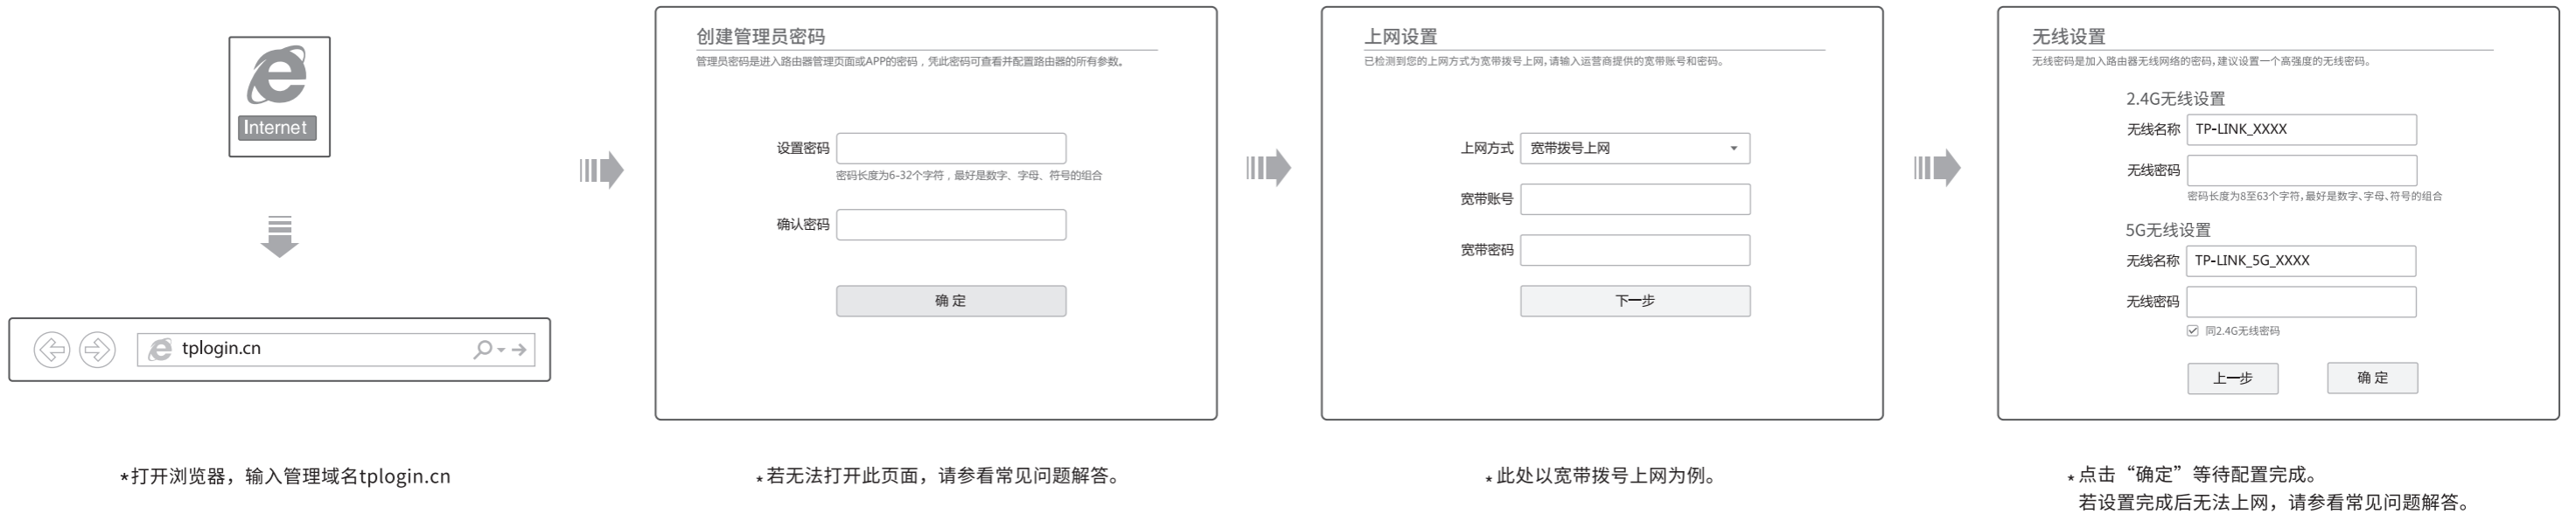 Internet
tplogin.cn
*打开浏览器，输入管理域名tplogin.cn
创建管理员密码
管理员密码是进入路由器管理页面或APP的密码，凭此密码可查看并配置路由器的所有参数。
设置密码
密码长度为6-32个字符，最好是数字、字母、符号的组合
确认密码
确 定
*若无法打开此页面，请参看常见问题解答。
上网设置
已检测到您的上网方式为宽带拨号上网,请输入运营商提供的宽带账号和密码。
上网方式 宽带拨号上网
宽带账号
宽带密码
下一步
*此处以宽带拨号上网为例。
无线设置
无线密码是加入路由器无线网络的密码,建议设置一个高强度的无线密码。
2.4G无线设置
无线名称 TP-LINK_XXXX
无线密码
密码长度为8至63个字符,最好是数字、字母、符号的组合
5G无线设置
无线名称 TP-LINK_5G_XXXX
无线密码
同2.4G无线密码
上一步 确 定
*点击“确定”等待配置完成。
若设置完成后无法上网，请参看常见问题解答。